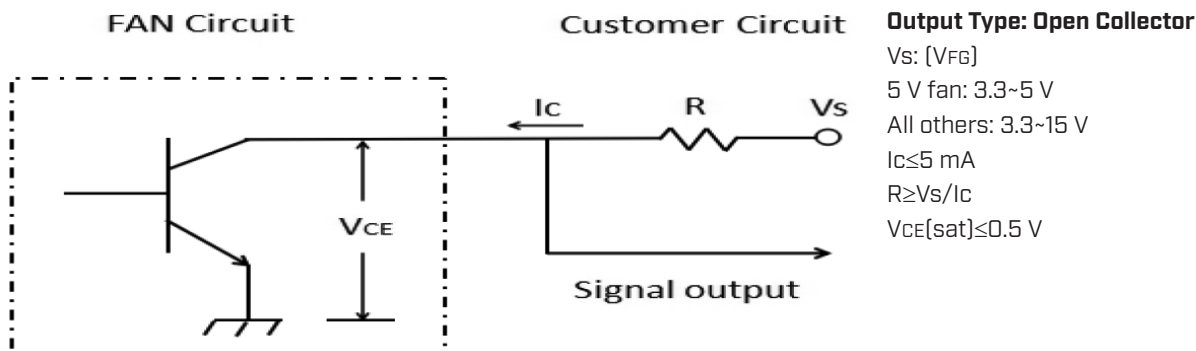 FAN Circuit
Customer Circuit
Ic
R
Vs
VCE
Signal output
Output Type: Open Collector
Vs: (VFG)
5 V fan: 3.3~5 V
All others: 3.3~15 V
Ic≤5 mA
R≥Vs/Ic
VCE(sat)≤0.5 V